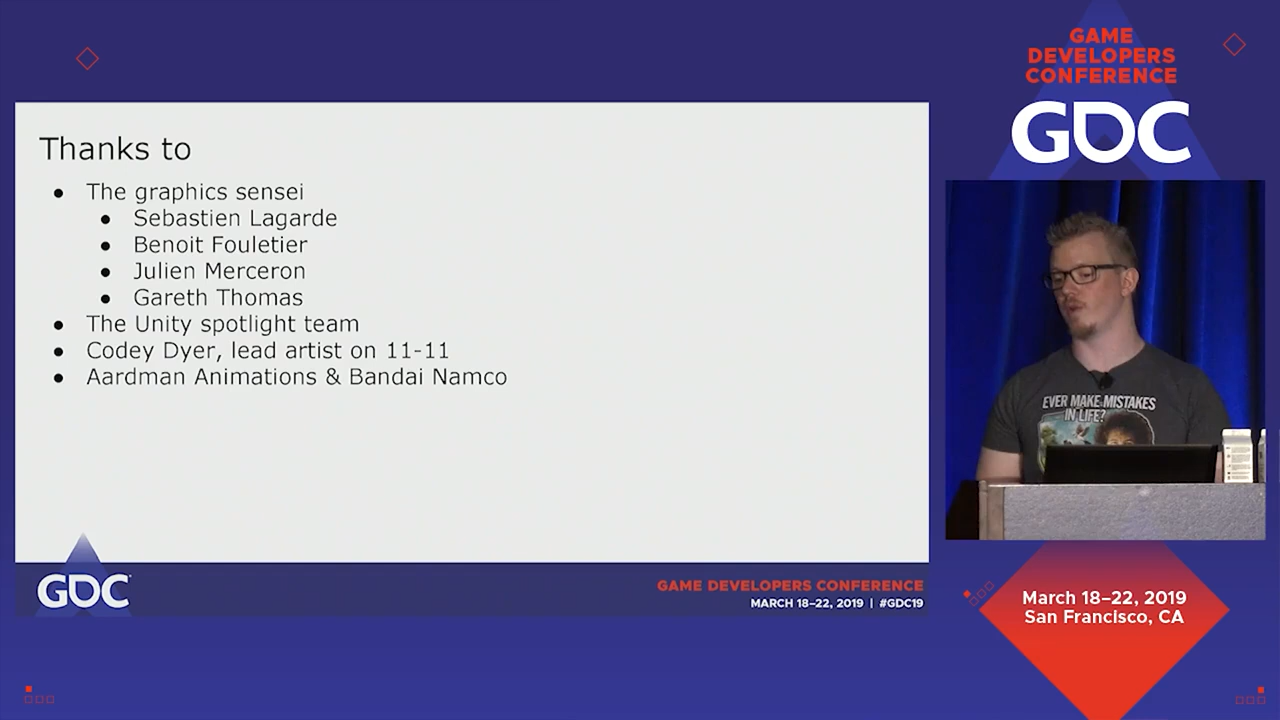 GAME
DEVELOPERS
CONFERENCE
GDC
Thanks to
● The graphics sensei
● Sebastien Lagarde
● Benoit Fouletier
● Julien Merceron
● Gareth Thomas
● The Unity spotlight team
● Codey Dyer, lead artist on 11-11
● Aardman Animations & Bandai Namco
EVER MAKE MISTAKES
IN LIFE?
GDC
GAME DEVELOPERS CONFERENCE
MARCH 18–22, 2019 | #GDC19
March 18–22, 2019
San Francisco, CA